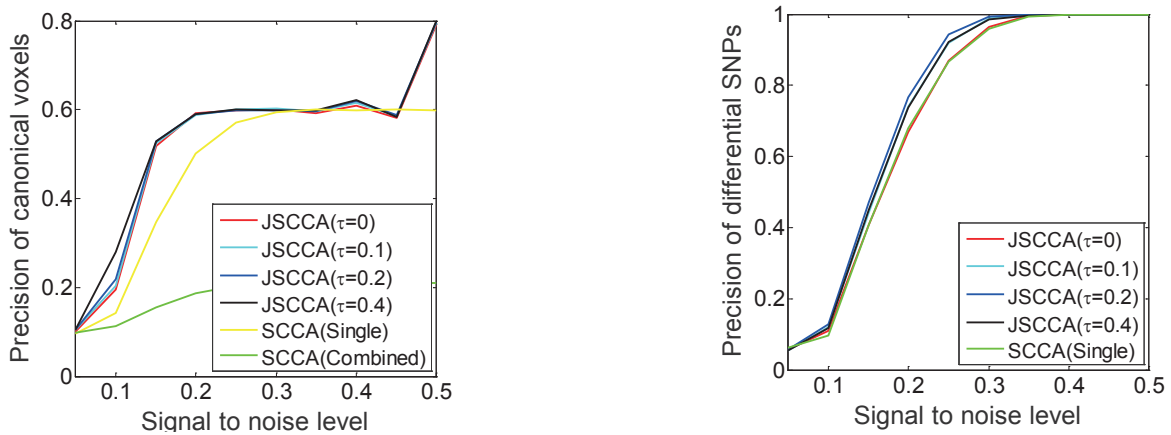 Precision of canonical voxels
0.8
0.6
0.4
0.2
0
0.1
0.2
0.3
0.4
0.5
Signal to noise level
JSCCA(τ=0)
JSCCA(τ=0.1)
JSCCA(τ=0.2)
JSCCA(τ=0.4)
SCCA(Single)
SCCA(Combined)
Precision of differential SNPs
1
0.8
0.6
0.4
0.2
0
0.1
0.2
0.3
0.4
0.5
Signal to noise level
JSCCA(τ=0)
JSCCA(τ=0.1)
JSCCA(τ=0.2)
JSCCA(τ=0.4)
SCCA(Single)